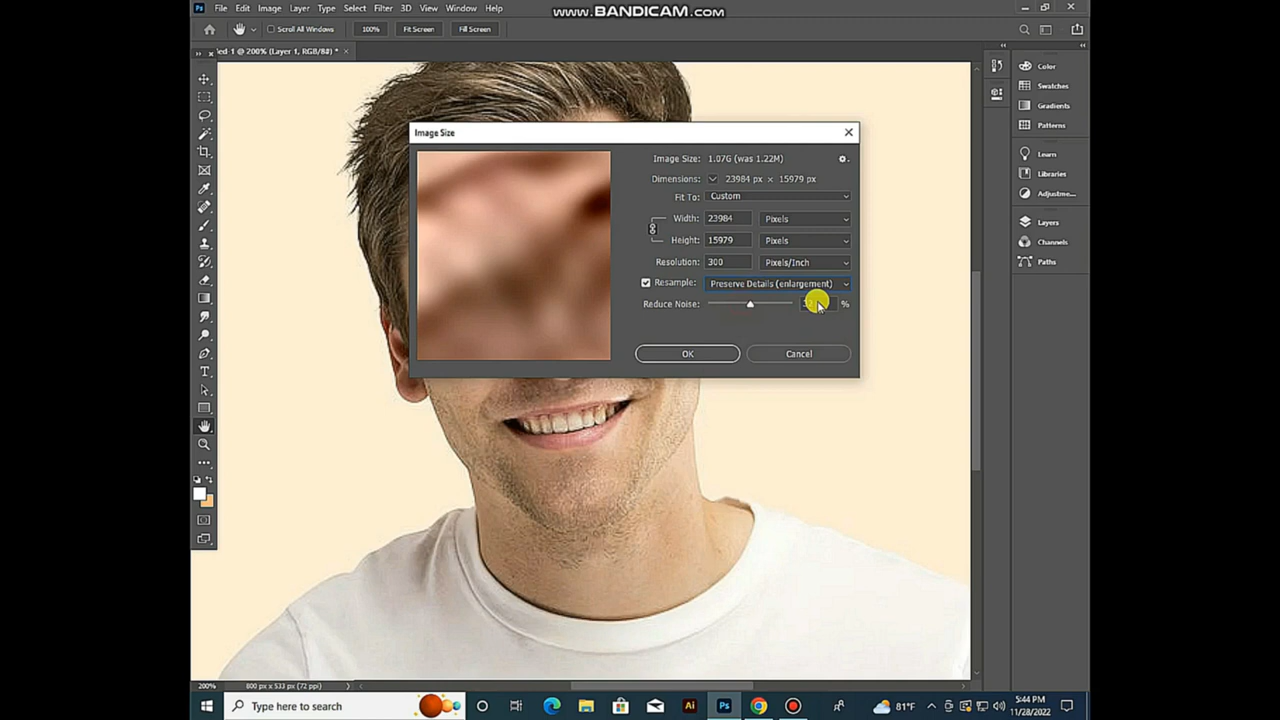 Ps File Edit Image Layer Type Select Filter 3D View Window Help
www.BANDICAM.com
Scroll All Windows 100% Fit Screen Fill Screen
led-1 @ 200% (Layer 1, RGB/8#) * ×
Color
Swatches
Gradients
Patterns
Learn
Libraries
Adjustme...
Layers
Channels
Paths
Image Size
Image Size: 1.07G (was 1.22M)
Dimensions: 23984 px × 15979 px
Fit To: Custom
Width: 23984 Pixels
Height: 15979 Pixels
Resolution: 300 Pixels/Inch
Resample: Preserve Details (enlargement)
Reduce Noise: %
OK Cancel
200% 800 px x 533 px (72 ppi)
Type here to search
Ai Ps
81°F
5:44 PM
11/28/2022